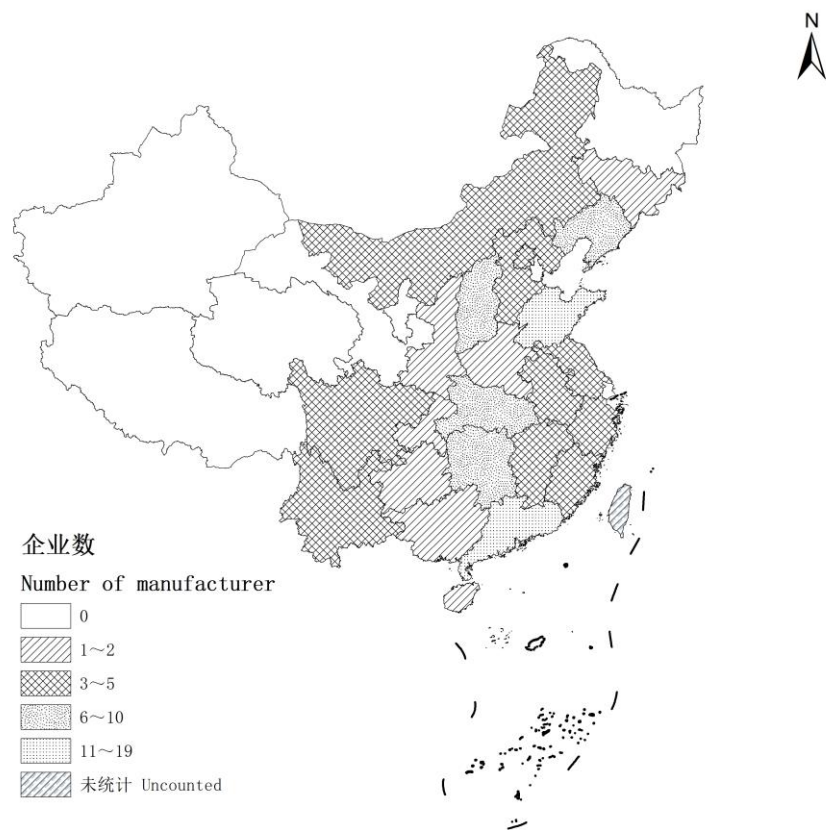 N
企业数
Number of manufacturer
0
1～2
3～5
6～10
11～19
未统计 Uncounted